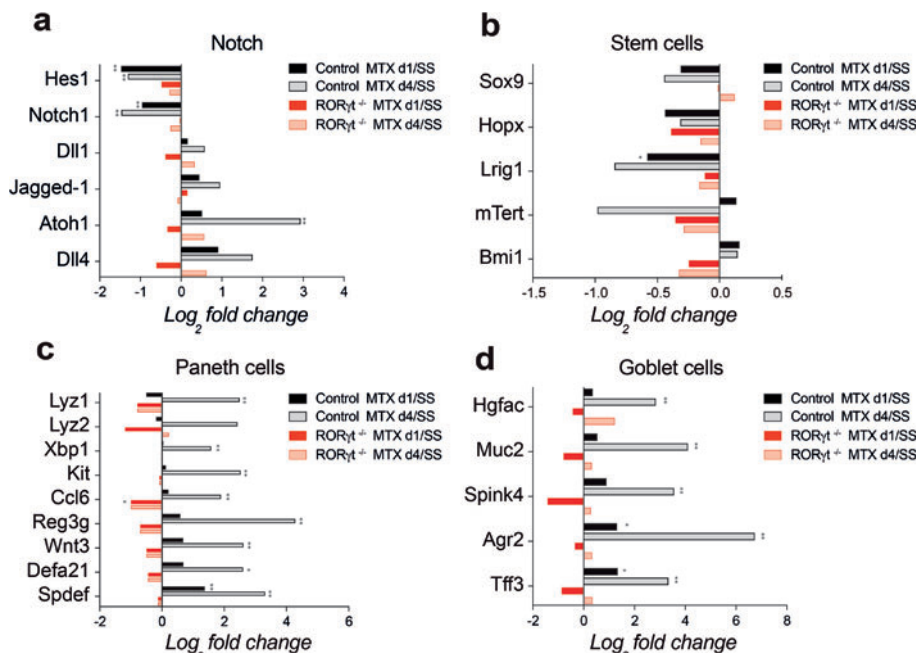 a
Notch
Control MTX d1/SS
Control MTX d4/SS
RORγt -/- MTX d1/SS
RORγt -/- MTX d4/SS
Hes1
Notch1
Dll1
Jagged-1
Atoh1
Dll4
-2 -1 0 1 2 3 4
Log2 fold change
b
Stem cells
Control MTX d1/SS
Control MTX d4/SS
RORγt -/- MTX d1/SS
RORγt -/- MTX d4/SS
Sox9
Hopx
Lrig1
mTert
Bmi1
*
-1.5 -1.0 -0.5 0.0 0.5
Log2 fold change
c
Paneth cells
Control MTX d1/SS
Control MTX d4/SS
RORγt -/- MTX d1/SS
RORγt -/- MTX d4/SS
Lyz1
Lyz2
Xbp1
Kit
Ccl6
Reg3g
Wnt3
Defa21
Spdef
-2 0 2 4 6
Log2 fold change
d
Goblet cells
Control MTX d1/SS
Control MTX d4/SS
RORγt -/- MTX d1/SS
RORγt -/- MTX d4/SS
Hgfac
Muc2
Spink4
Agr2
Tff3
-2 0 2 4 6 8
Log2 fold change